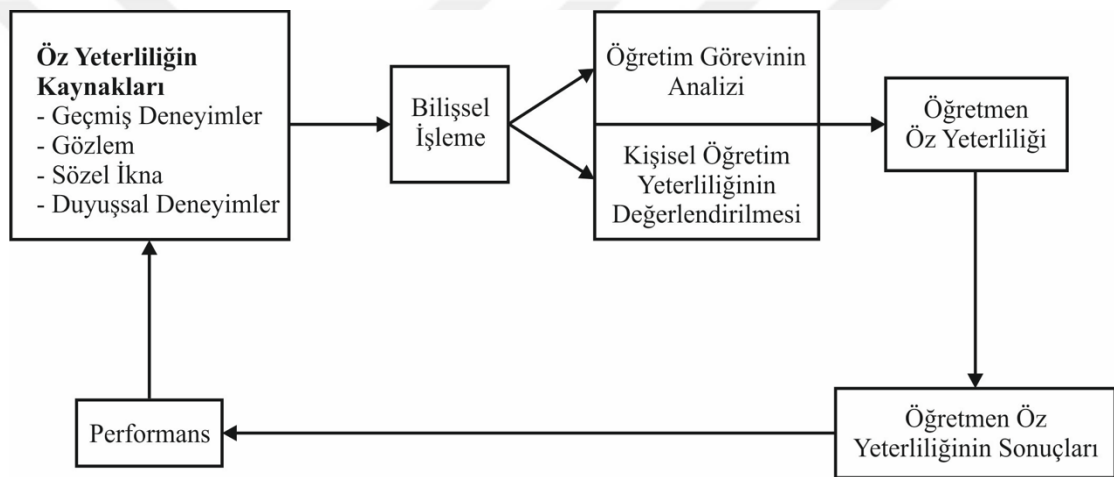 Öz Yeterliliğin
Kaynakları
- Geçmiş Deneyimler
- Gözlem
- Sözel İkna
- Duyuşsal Deneyimler
Bilişsel
İşleme
Öğretim Görevinin
Analizi
Kişisel Öğretim
Yeterliliğinin
Değerlendirilmesi
Öğretmen
Öz Yeterliliği
Öğretmen Öz
Yeterliliğinin Sonuçları
Performans